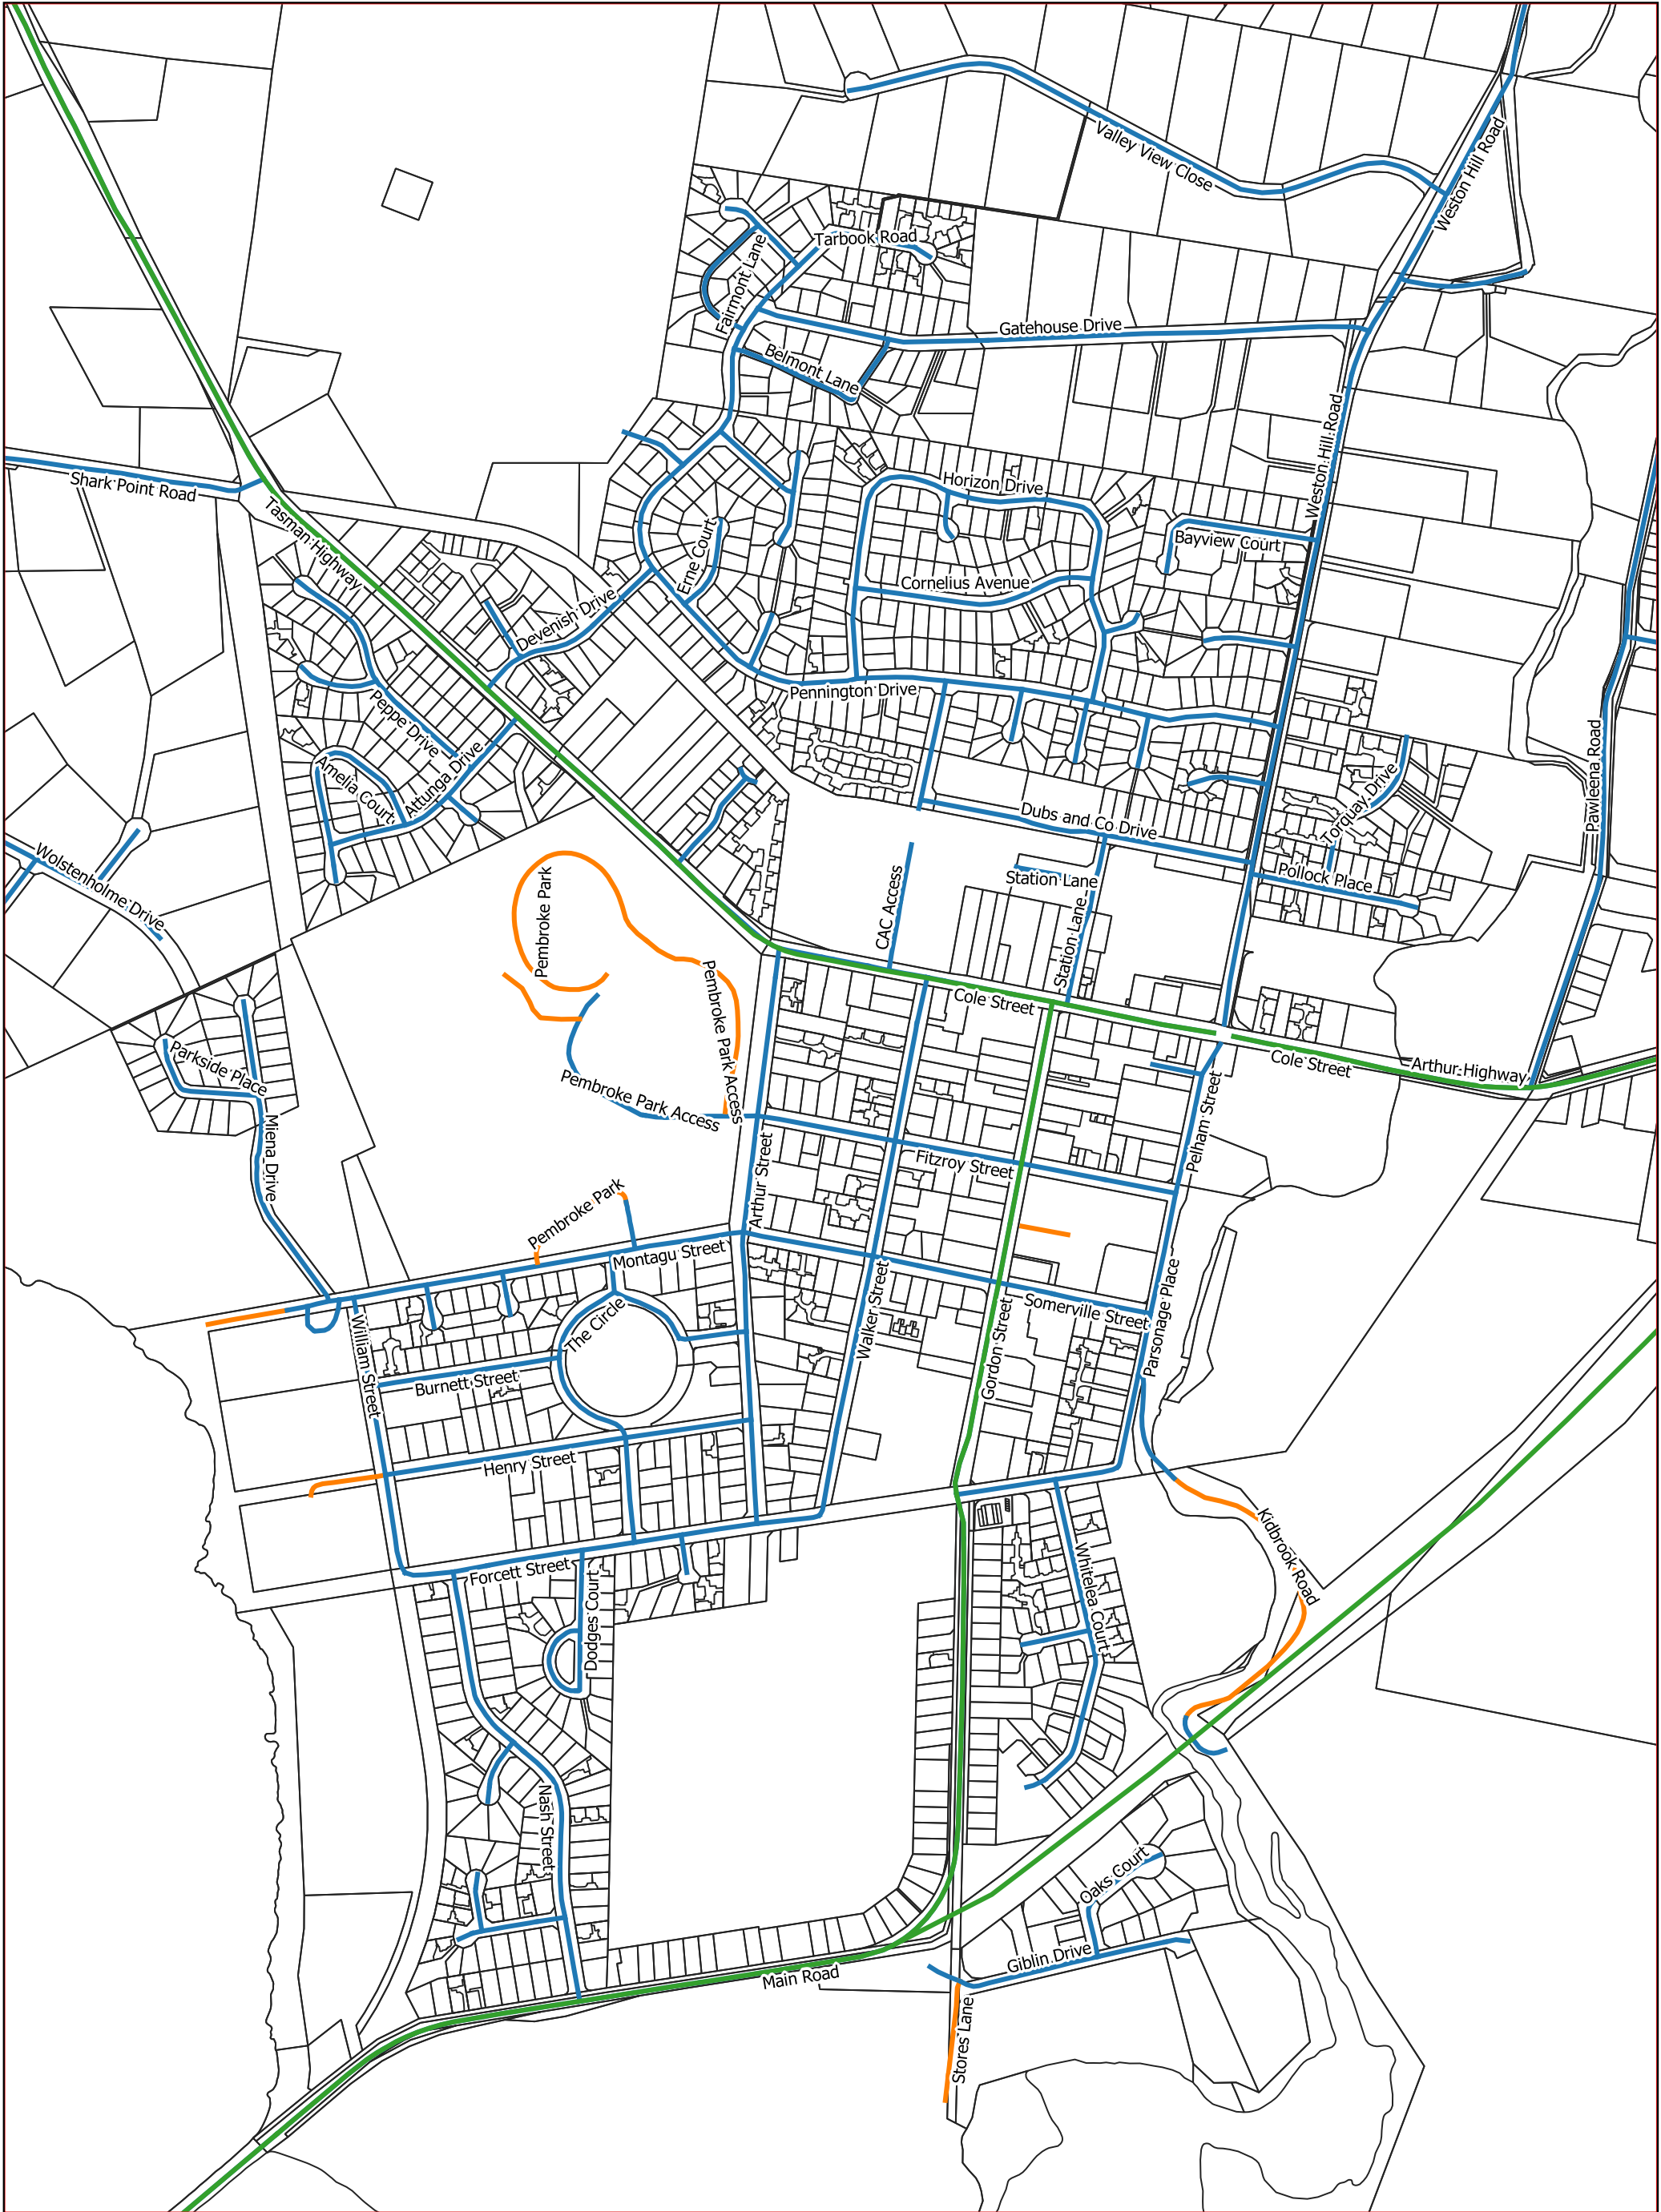 Valley View Close
Weston Hill Road
Weston Hill Road
Tarbook Road
Fairmont Lane
Gatehouse Drive
Belmont Lane
Weston Hill Road
Shark Point Road
Horizon Drive
Tasman Highway
Erne Court
Bayview Court
Cornelius Avenue
Devenish Drive
Pennington Drive
Peppe Drive
Attunga Drive
Amelia Court
Pawleena Road
Torquay Drive
Dubs and Co Drive
Wolstenholme Drive
Pembroke Park
CAC Access
Station Lane
Station Lane
Pollock Place
Pembroke Park Access
Cole Street
Cole Street
Arthur Highway
Parkside Place
Pembroke Park Access
Miena Drive
Arthur Street
Fitzroy Street
Pelham Street
Pembroke Park
Montagu Street
The Circle
William Street
Burnett Street
Walker Street
Gordon Street
Somerville Street
Parsonage Place
Henry Street
Kidbrook Road
Forcett Street
Dodges Court
Whitelea Court
Nash Street
Oaks Court
Giblin Drive
Main Road
Stores Lane